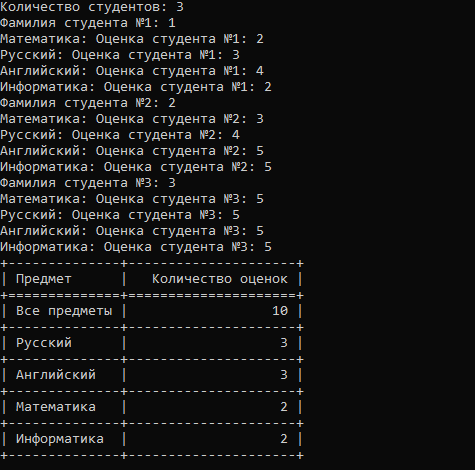 Количество студентов: 3
Фамилия студента №1: 1
Математика: Оценка студента №1: 2
Русский: Оценка студента №1: 3
Английский: Оценка студента №1: 4
Информатика: Оценка студента №1: 2
Фамилия студента №2: 2
Математика: Оценка студента №2: 3
Русский: Оценка студента №2: 4
Английский: Оценка студента №2: 5
Информатика: Оценка студента №2: 5
Фамилия студента №3: 3
Математика: Оценка студента №3: 5
Русский: Оценка студента №3: 5
Английский: Оценка студента №3: 5
Информатика: Оценка студента №3: 5
+--------------+---------------------+
| Предмет      |   Количество оценок |
+==============+=====================+
| Все предметы |                  10 |
+--------------+---------------------+
| Русский      |                   3 |
+--------------+---------------------+
| Английский   |                   3 |
+--------------+---------------------+
| Математика   |                   2 |
+--------------+---------------------+
| Информатика  |                   2 |
+--------------+---------------------+